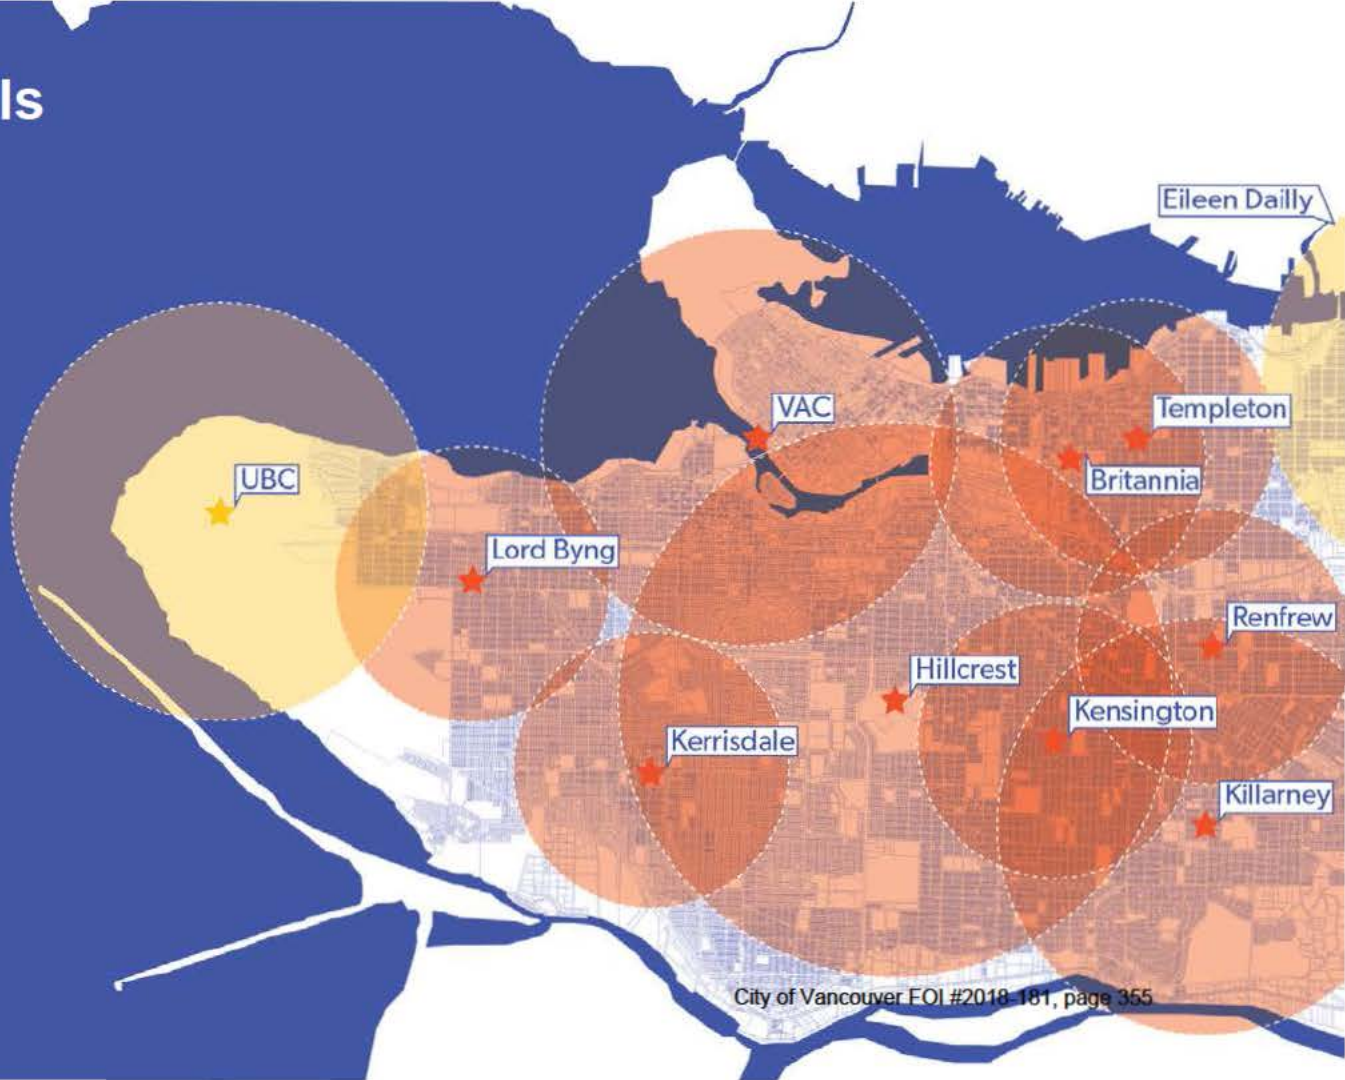 ls
Eileen Dailly
VAC
Templeton
UBC
Britannia
Lord Byng
Renfrew
Hillcrest
Kensington
Kerrisdale
Killarney
City of Vancouver FOI #2018-181, page 355